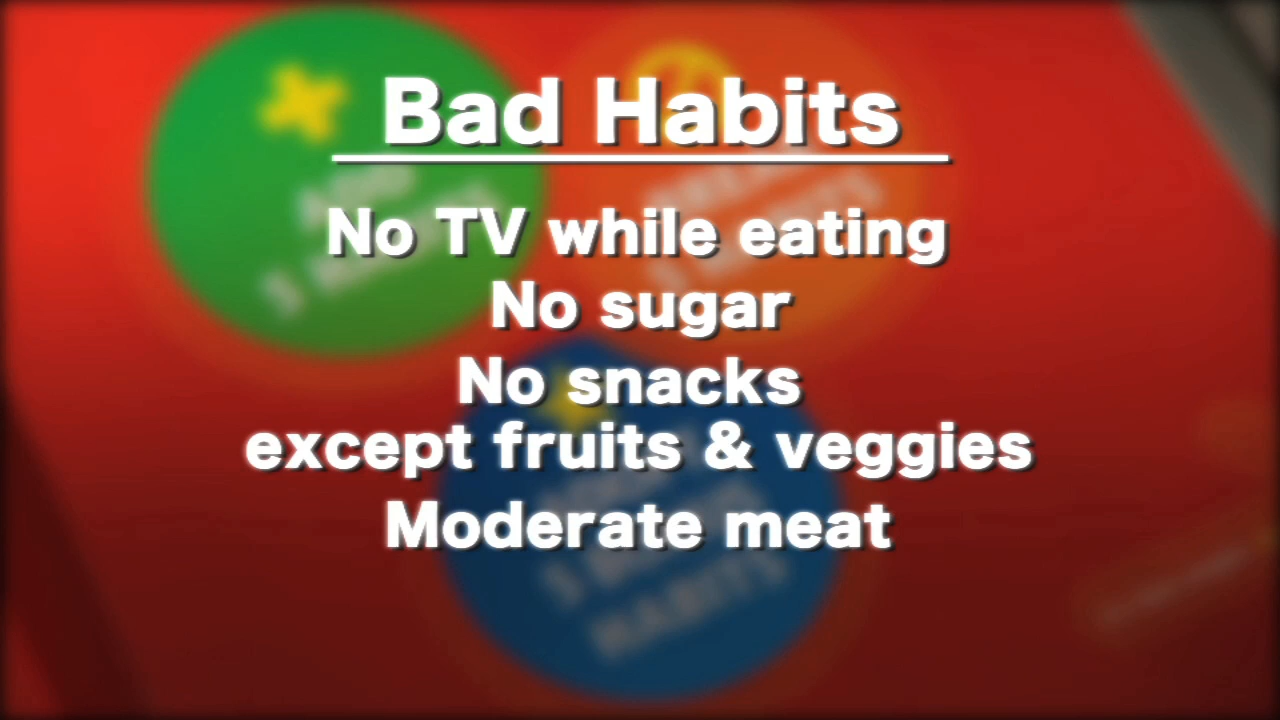 Bad Habits
No TV while eating
No sugar
No snacks
except fruits & veggies
Moderate meat